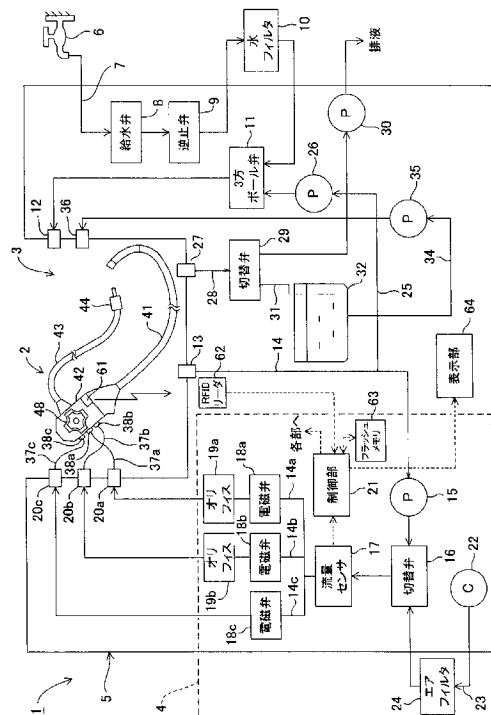 6
7
給水弁
8
逆止弁
9
水フィルタ
10
排液
P
30
3方ボール弁
11
P
26
P
35
12
36
3
27
切替弁
29
28
31
32
34
25
44
43
41
2
42
61
48
38c
38a
38b
37c
37b
37a
13
14
62
RFIDリーダ
64
表示部
63
フラッシュメモリ
各部へ
制御部
21
20c
20b
20a
19a
オリフィス
18a
電磁弁
14a
19b
オリフィス
18b
電磁弁
14b
18c
電磁弁
14c
流量センサ
17
P
15
切替弁
16
C
22
エアフィルタ
24
23
1
5
4